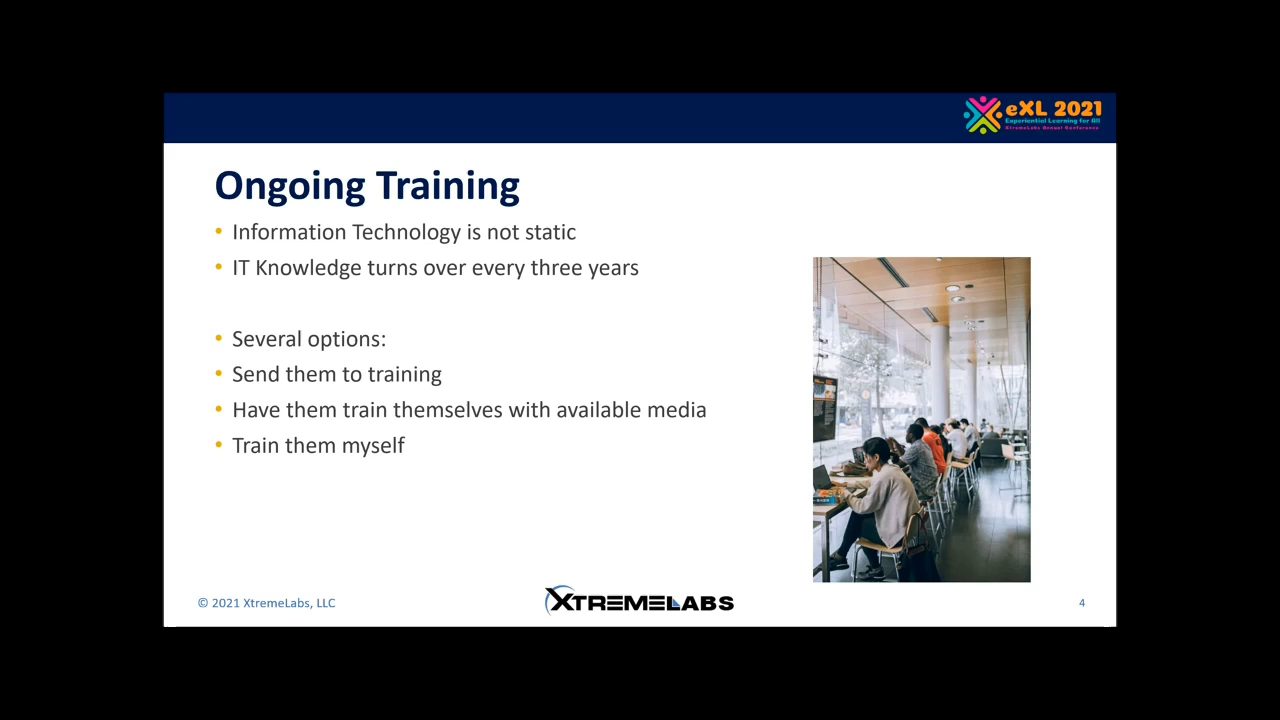 eXL 2021
Experiential Learning for All
XtremeLabs Annual Conference
Ongoing Training
• Information Technology is not static
• IT Knowledge turns over every three years
• Several options:
• Send them to training
• Have them train themselves with available media
• Train them myself
© 2021 XtremeLabs, LLC
XTREMELABS
4